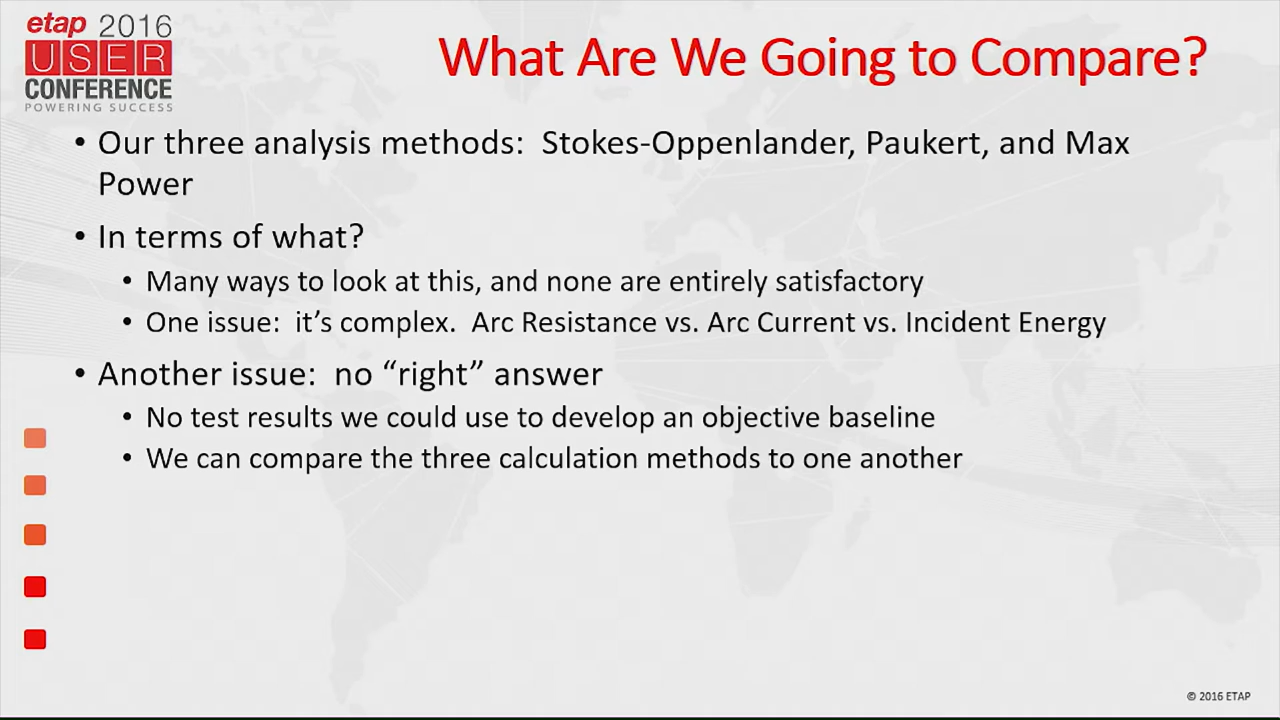 etap 2016
USER
CONFERENCE
POWERING SUCCESS
What Are We Going to Compare?
• Our three analysis methods: Stokes-Oppenlander, Paukert, and Max
Power
• In terms of what?
• Many ways to look at this, and none are entirely satisfactory
• One issue: it’s complex. Arc Resistance vs. Arc Current vs. Incident Energy
• Another issue: no “right” answer
• No test results we could use to develop an objective baseline
• We can compare the three calculation methods to one another
© 2016 ETAP